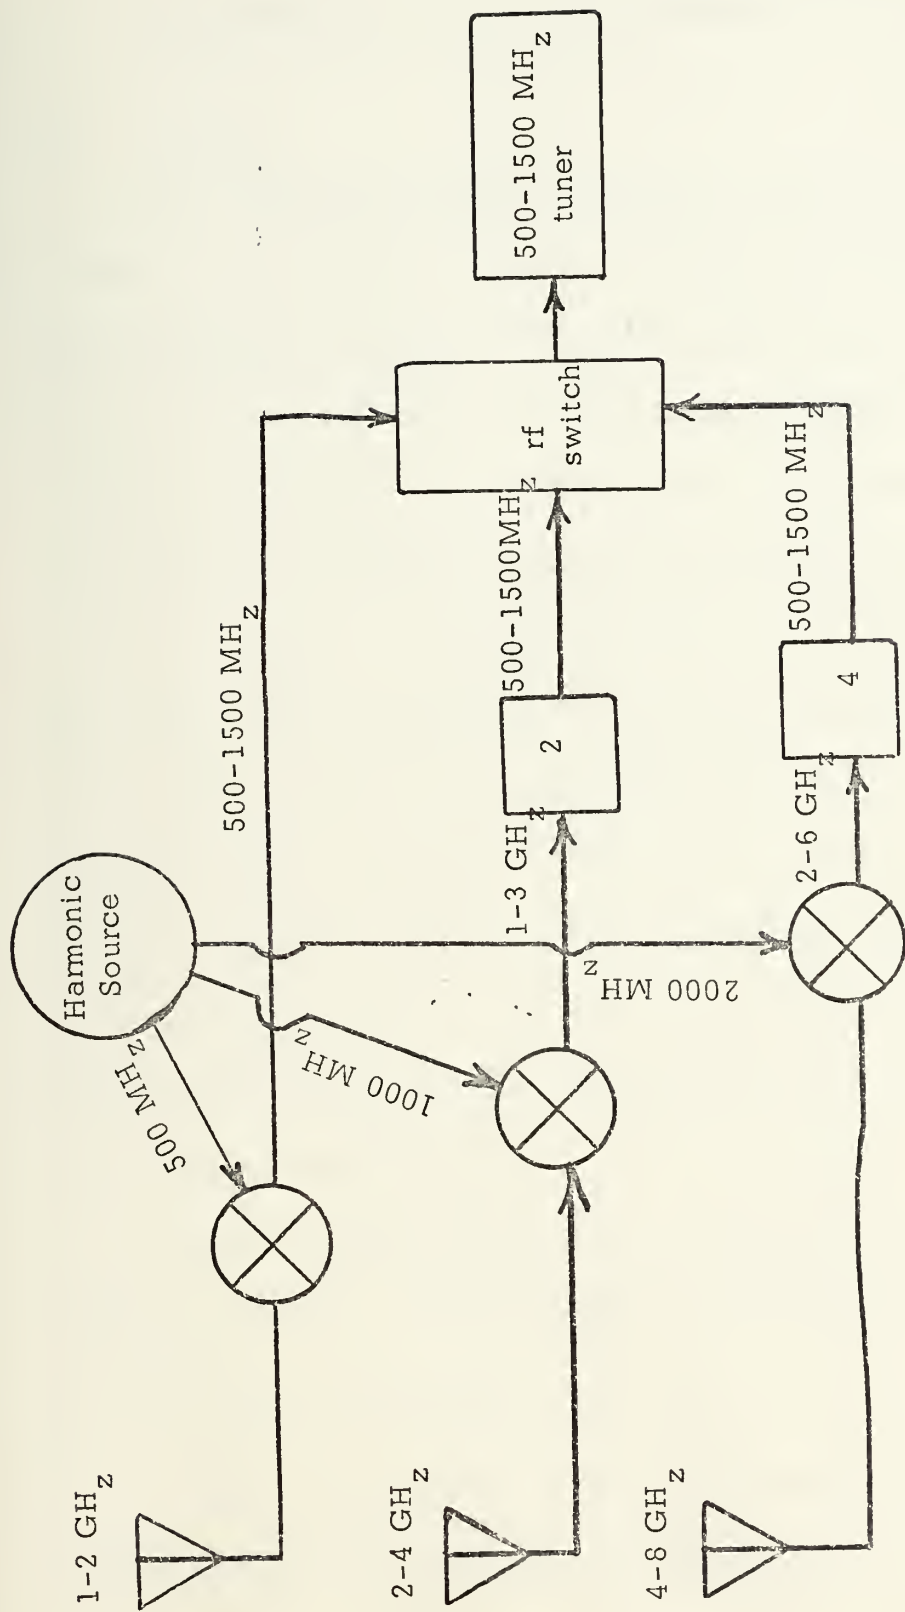 Harmonic
Source
500 MHz
1000 MHz
2000 MHz
1-2 GHz
500-1500 MHz
2-4 GHz
1-3 GHz
2
500-1500MHz
rf
switch
500-1500 MHz
tuner
4-8 GHz
2-6 GHz
4
500-1500 MHz